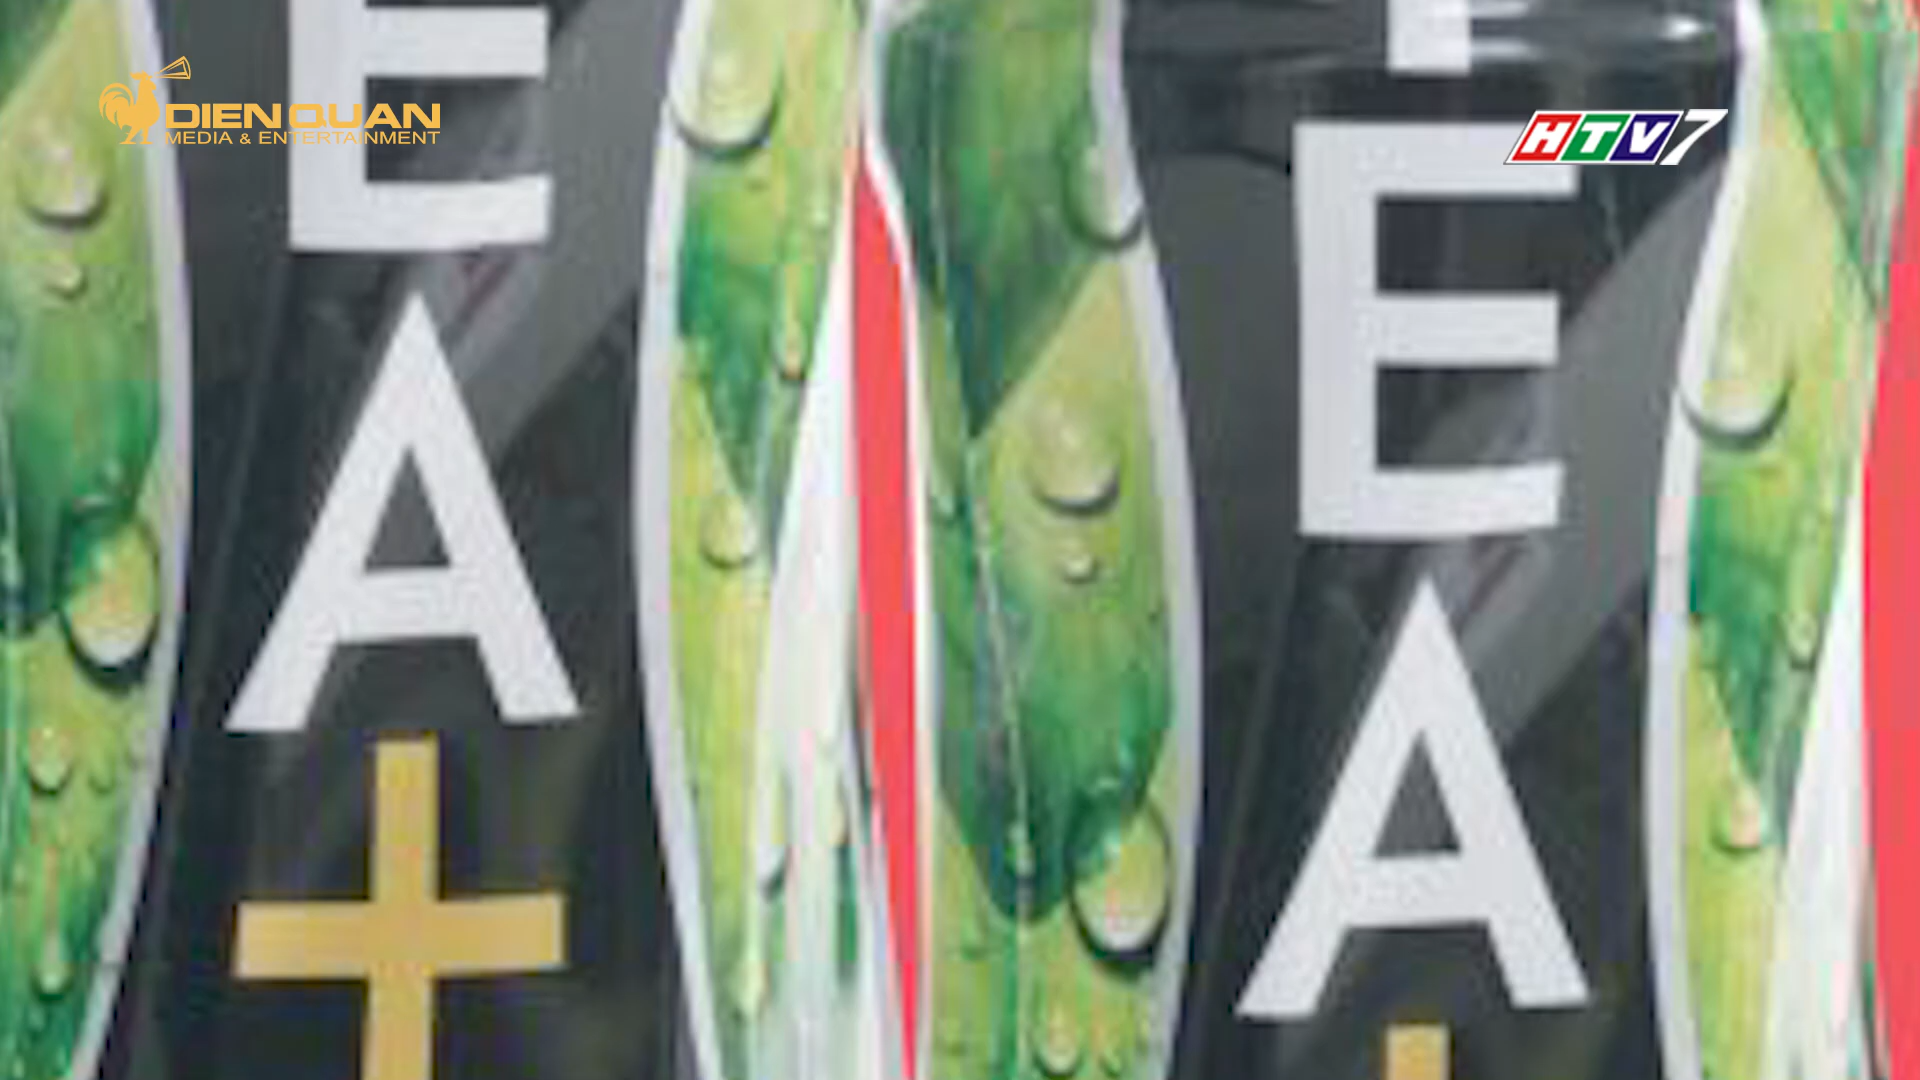 DIEN QUAN
MEDIA & ENTERTAINMENT
HTV7
E
A
+
E
A